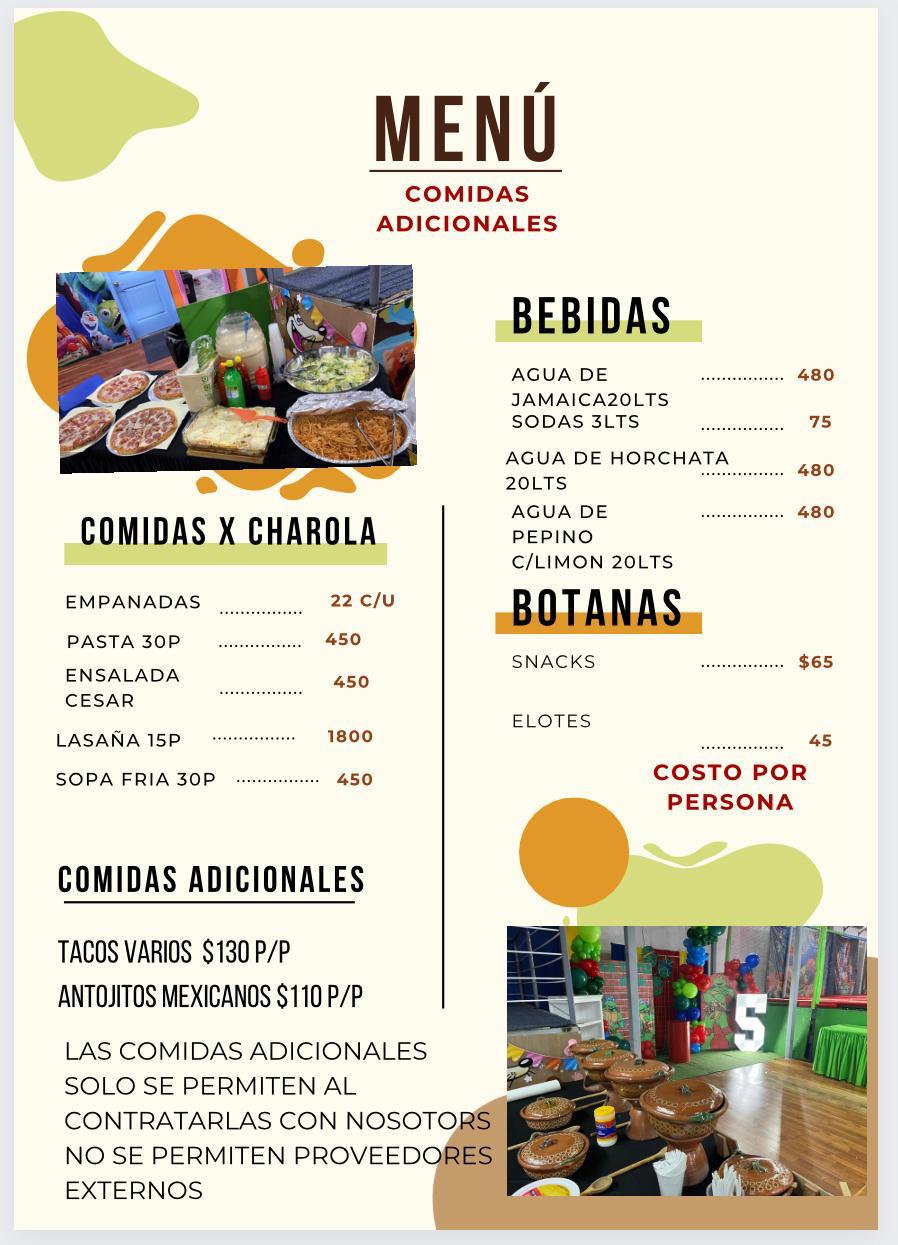 MENÚ
COMIDAS
ADICIONALES
COMIDAS X CHAROLA
EMPANADAS ............... 22 C/U
PASTA 30P ............... 450
ENSALADA
CESAR ............... 450
LASAÑA 15P ............... 1800
SOPA FRIA 30P ............... 450
COMIDAS ADICIONALES
TACOS VARIOS $130 P/P
ANTOJITOS MEXICANOS $110 P/P
LAS COMIDAS ADICIONALES
SOLO SE PERMITEN AL
CONTRATARLAS CON NOSOTORS
NO SE PERMITEN PROVEEDORES
EXTERNOS
BEBIDAS
AGUA DE ............... 480
JAMAICA20LTS
SODAS 3LTS ............... 75
AGUA DE HORCHATA
20LTS ............... 480
AGUA DE ............... 480
PEPINO
C/LIMON 20LTS
BOTANAS
SNACKS ............... $65
ELOTES
............... 45
COSTO POR
PERSONA
5